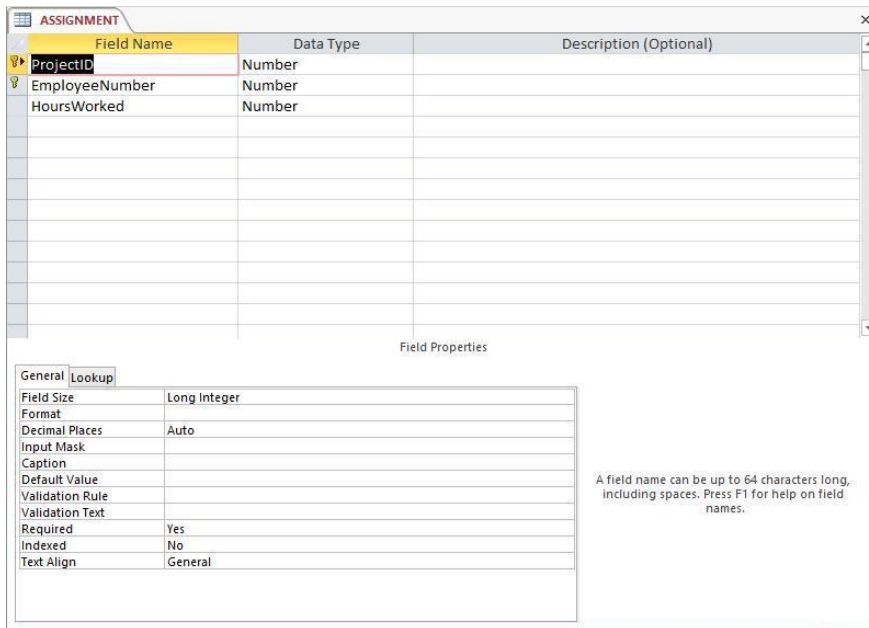 ASSIGNMENT
Field Name Data Type Description (Optional)
ProjectID Number
EmployeeNumber Number
HoursWorked Number
Field Properties
General Lookup
Field Size Long Integer
Format
Decimal Places Auto
Input Mask
Caption
Default Value
Validation Rule
Validation Text
Required Yes
Indexed No
Text Align General
A field name can be up to 64 characters long,
including spaces. Press F1 for help on field
names.